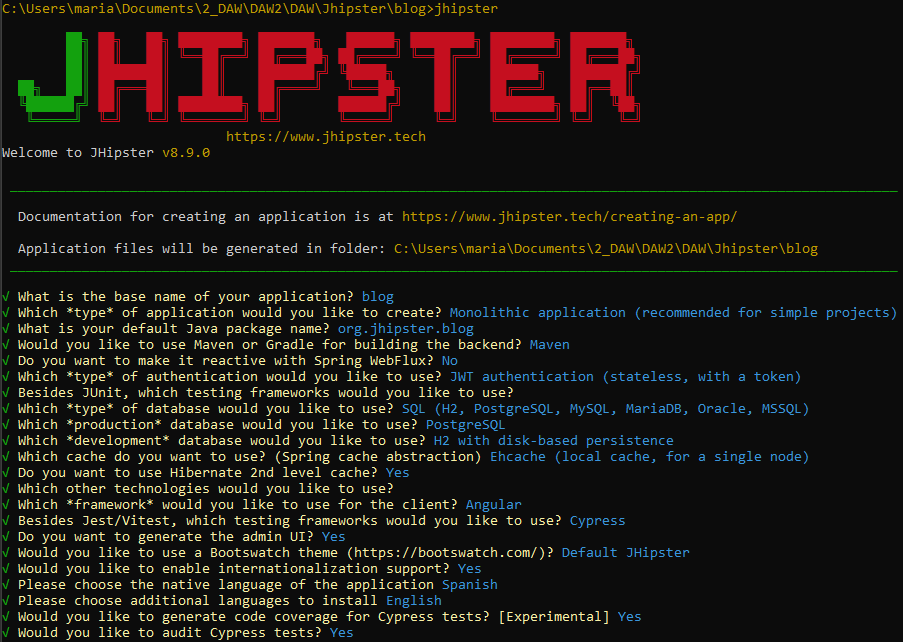 C:\Users\maria\Documents\2_DAW\DAW2\DAW\Jhipster\blog>jhipster
JHIPSTER
https://www.jhipster.tech
Welcome to JHipster v8.9.0
Documentation for creating an application is at https://www.jhipster.tech/creating-an-app/
Application files will be generated in folder: C:\Users\maria\Documents\2_DAW\DAW2\DAW\Jhipster\blog
√ What is the base name of your application? blog
√ Which *type* of application would you like to create? Monolithic application (recommended for simple projects)
√ What is your default Java package name? org.jhipster.blog
√ Would you like to use Maven or Gradle for building the backend? Maven
√ Do you want to make it reactive with Spring WebFlux? No
√ Which *type* of authentication would you like to use? JWT authentication (stateless, with a token)
√ Besides JUnit, which testing frameworks would you like to use?
√ Which *type* of database would you like to use? SQL (H2, PostgreSQL, MySQL, MariaDB, Oracle, MSSQL)
√ Which *production* database would you like to use? PostgreSQL
√ Which *development* database would you like to use? H2 with disk-based persistence
√ Which cache do you want to use? (Spring cache abstraction) Ehcache (local cache, for a single node)
√ Do you want to use Hibernate 2nd level cache? Yes
√ Which other technologies would you like to use?
√ Which *framework* would you like to use for the client? Angular
√ Besides Jest/Vitest, which testing frameworks would you like to use? Cypress
√ Do you want to generate the admin UI? Yes
√ Would you like to use a Bootswatch theme (https://bootswatch.com/)? Default JHipster
√ Would you like to enable internationalization support? Yes
√ Please choose the native language of the application Spanish
√ Please choose additional languages to install English
√ Would you like to generate code coverage for Cypress tests? [Experimental] Yes
√ Would you like to audit Cypress tests? Yes